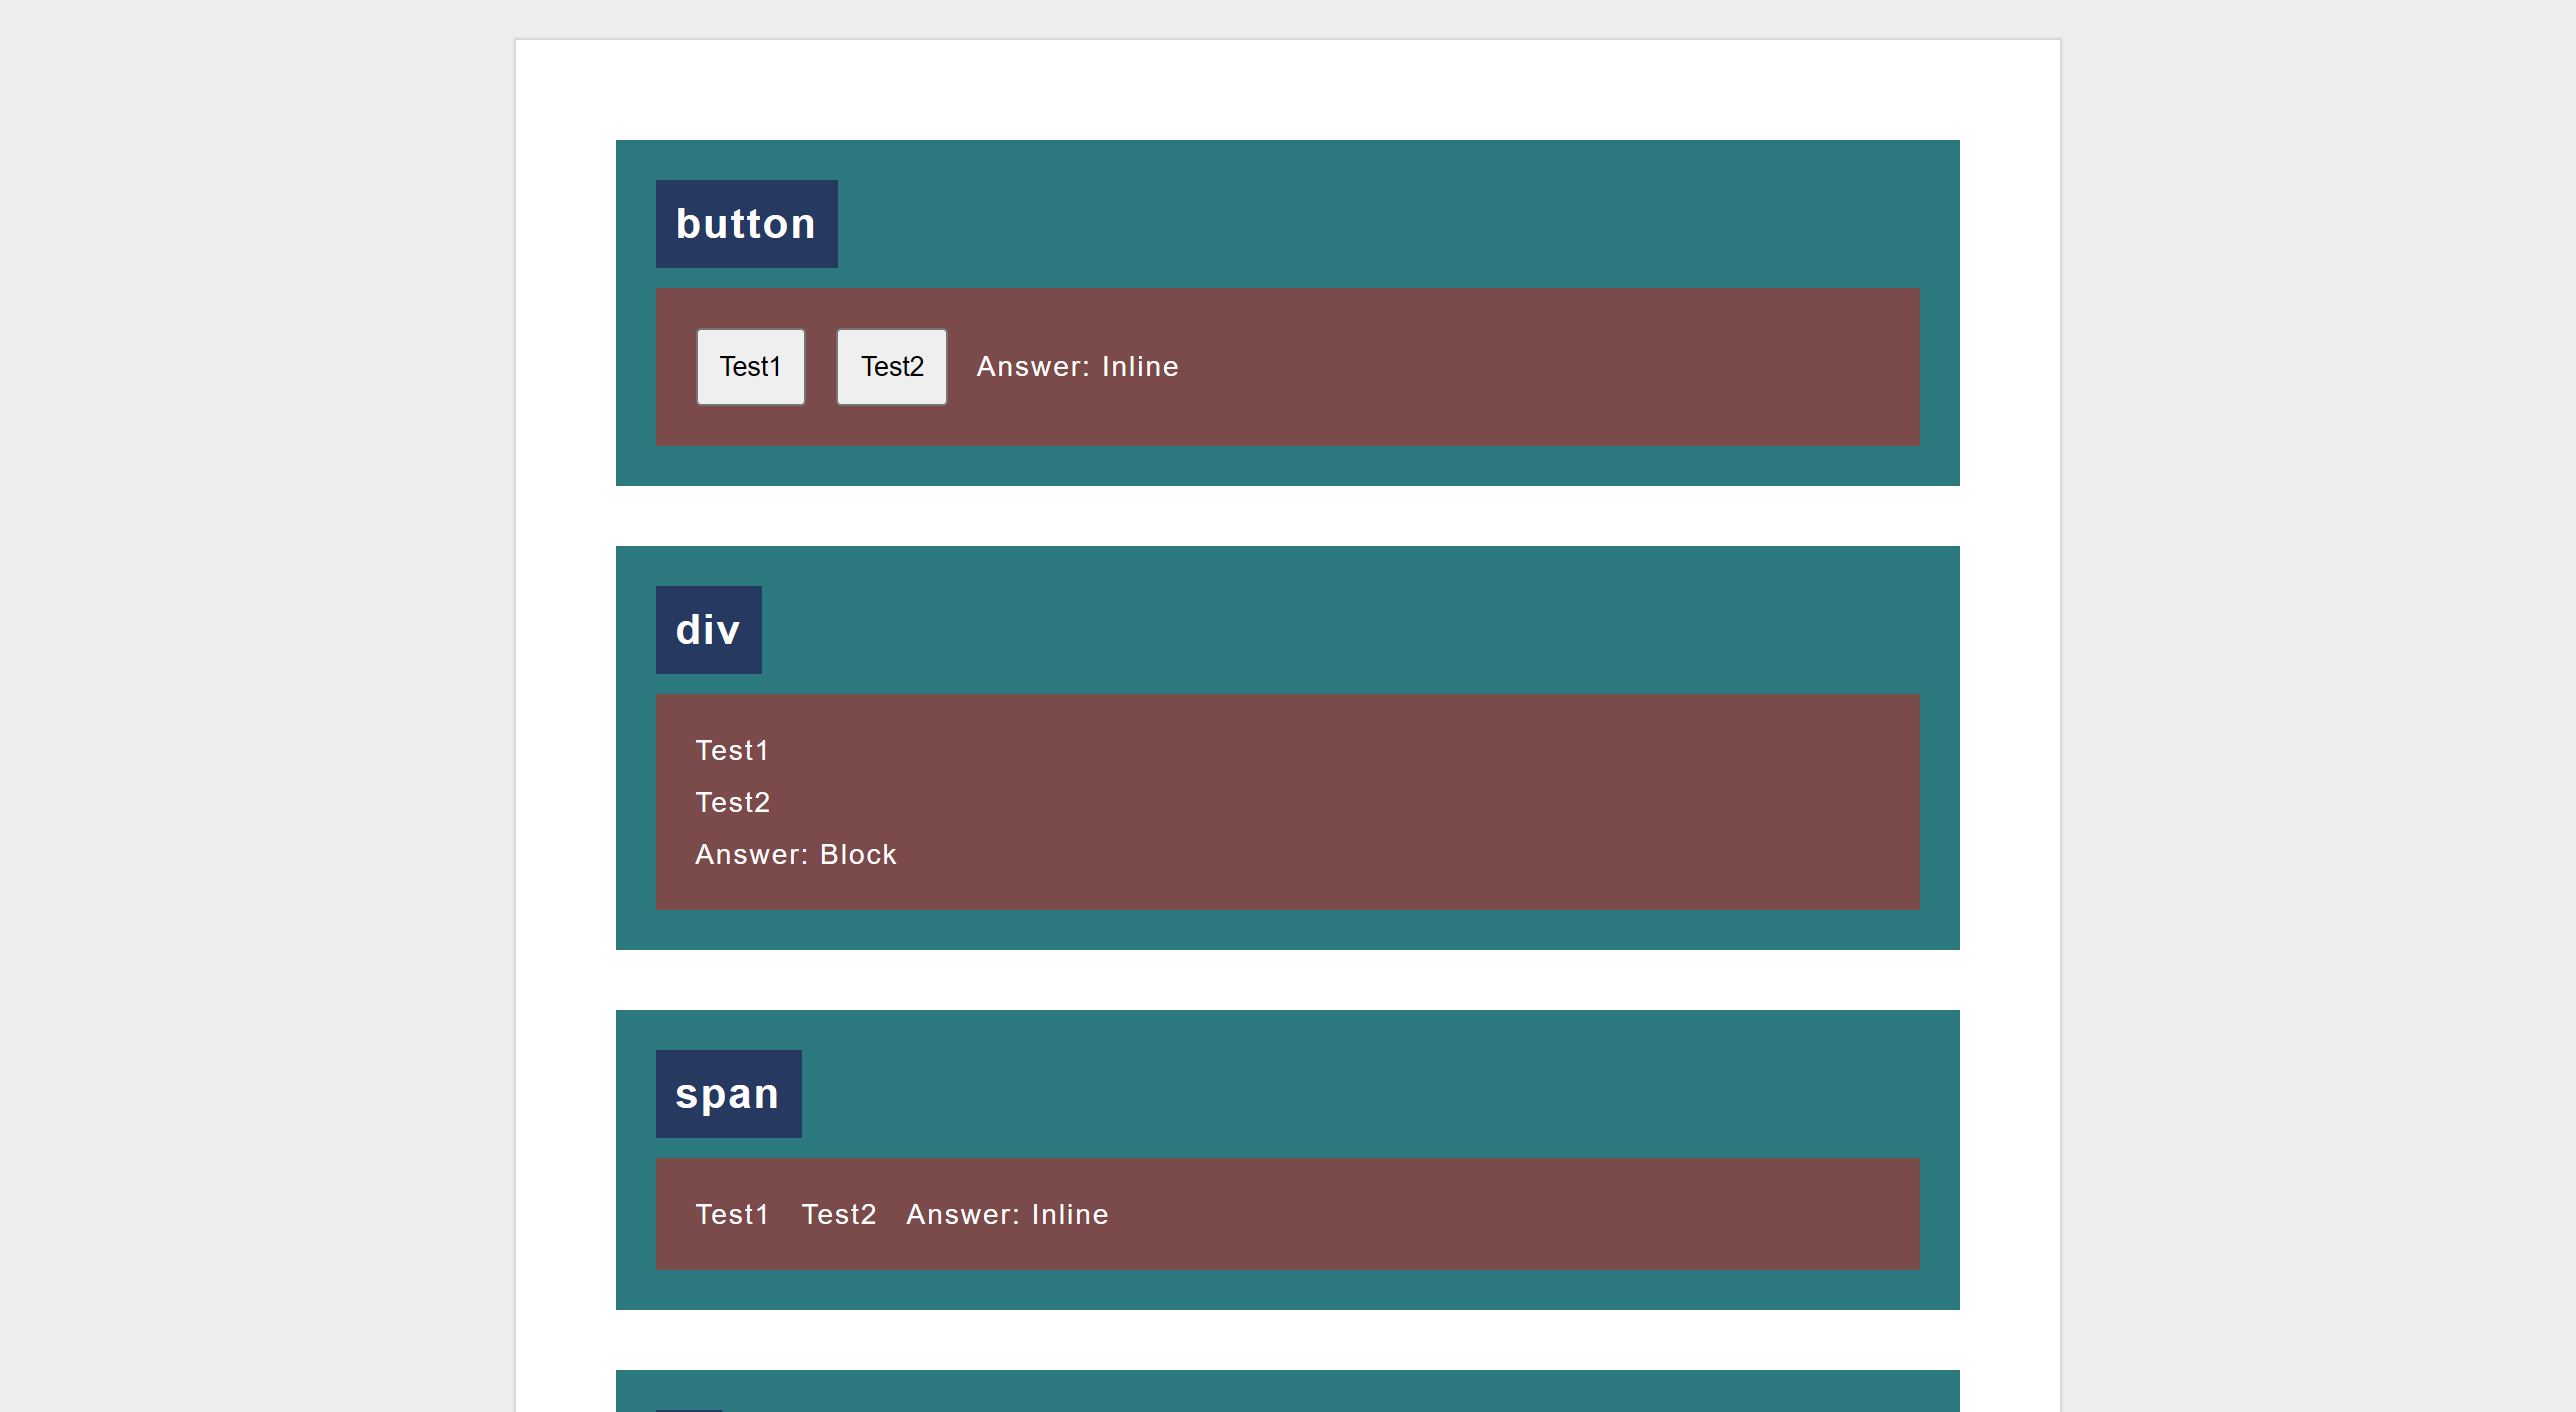 button
Test1 Test2 Answer: Inline
div
Test1
Test2
Answer: Block
span
Test1 Test2 Answer: Inline